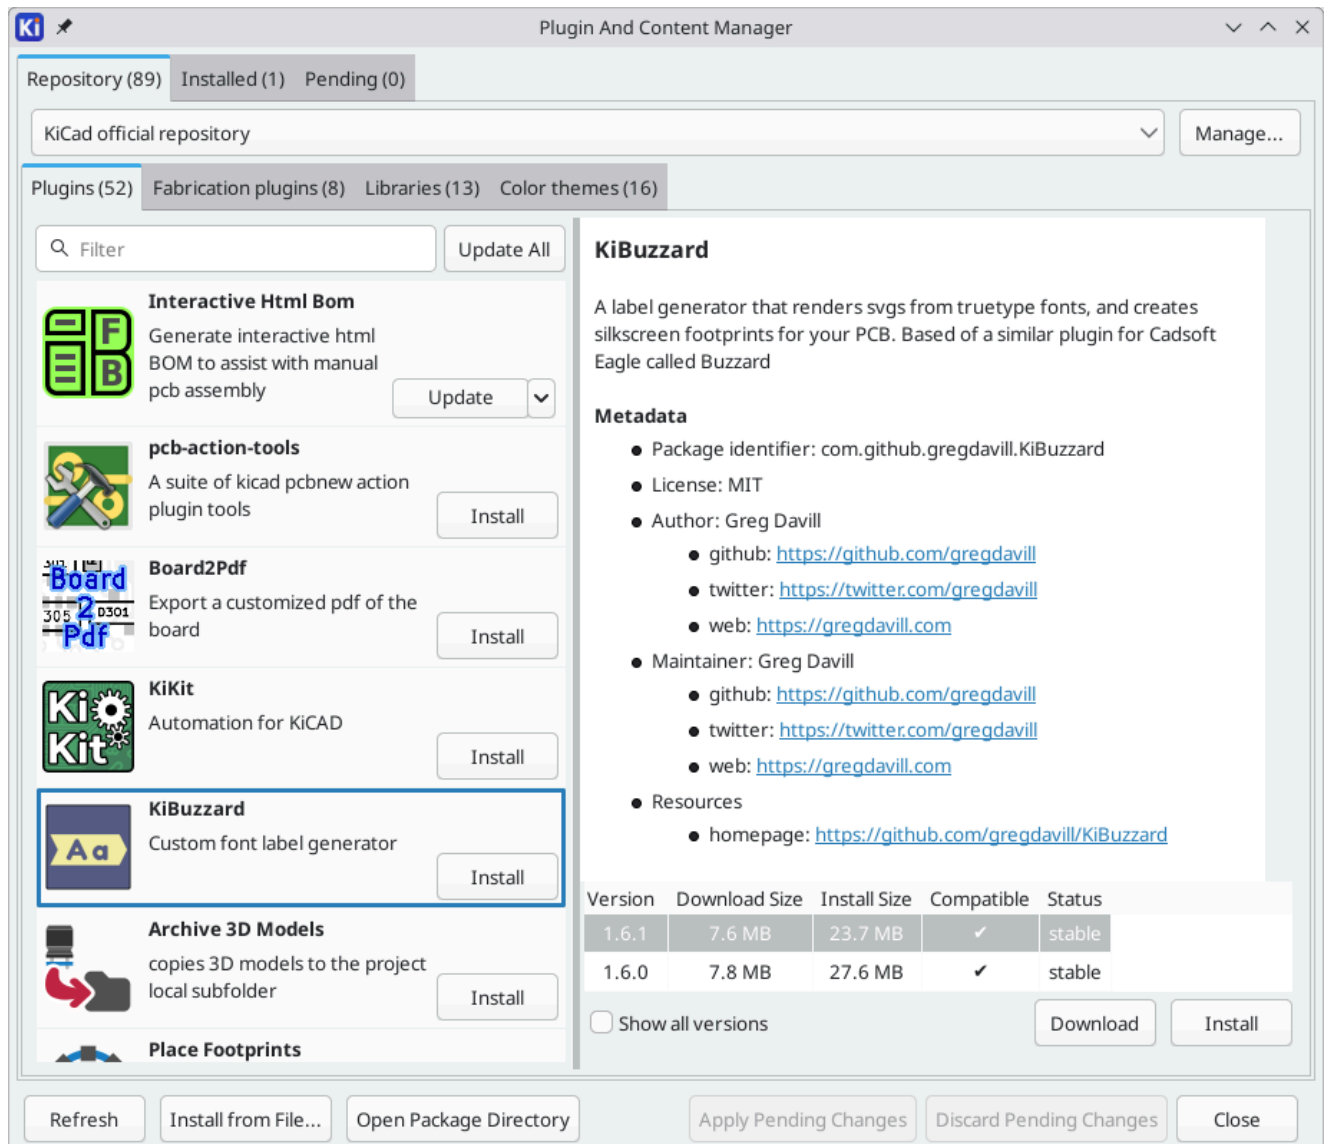 Ki Plugin And Content Manager
Repository (89) Installed (1) Pending (0)
KiCad official repository Manage...
Plugins (52) Fabrication plugins (8) Libraries (13) Color themes (16)
Filter Update All
Interactive Html Bom
Generate interactive html
BOM to assist with manual
pcb assembly
Update
F
B
pcb-action-tools
A suite of kicad pcbnew action
plugin tools
Install
Board2Pdf
Export a customized pdf of the
board
Install
Board
2 D301
305
Pdf
KiKit
Automation for KiCAD
Install
Ki
Kit
KiBuzzard
Custom font label generator
Install
Aa
Archive 3D Models
copies 3D models to the project
local subfolder
Install
Place Footprints
KiBuzzard
A label generator that renders svgs from truetype fonts, and creates
silkscreen footprints for your PCB. Based of a similar plugin for Cadsoft
Eagle called Buzzard
Metadata
● Package identifier: com.github.gregdavill.KiBuzzard
● License: MIT
● Author: Greg Davill
● github: https://github.com/gregdavill
● twitter: https://twitter.com/gregdavill
● web: https://gregdavill.com
● Maintainer: Greg Davill
● github: https://github.com/gregdavill
● twitter: https://twitter.com/gregdavill
● web: https://gregdavill.com
● Resources
● homepage: https://github.com/gregdavill/KiBuzzard
Version Download Size Install Size Compatible Status
1.6.1 7.6 MB 23.7 MB ✔ stable
1.6.0 7.8 MB 27.6 MB ✔ stable
Show all versions Download Install
Refresh Install from File... Open Package Directory Apply Pending Changes Discard Pending Changes Close